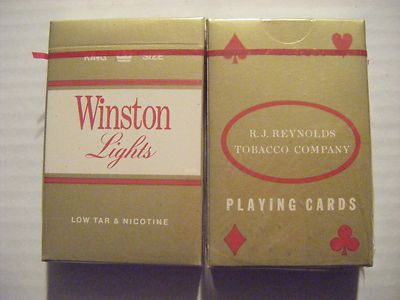 KING SIZE
Winston
Lights
LOW TAR & NICOTINE
R.J. REYNOLDS
TOBACCO COMPANY
PLAYING CARDS